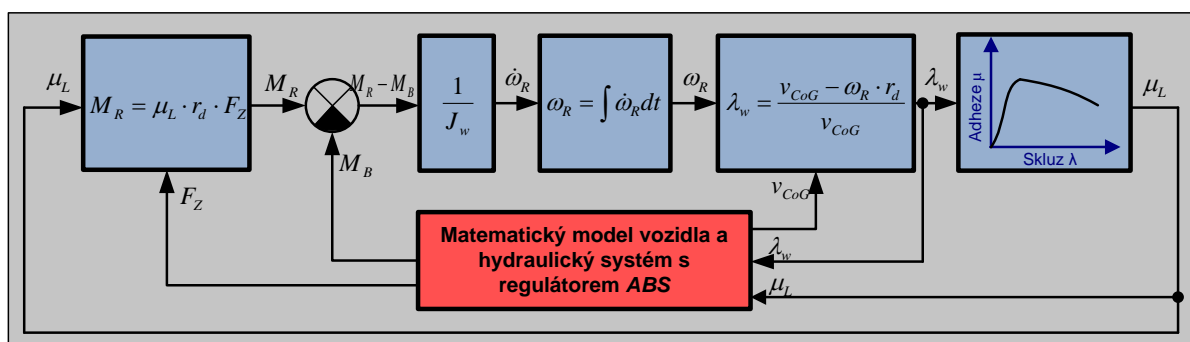 μ_L
M_R = μ_L · r_d · F_Z
M_R
M_R − M_B
1
J_w
ω̇_R
ω_R = ∫ ω̇_R dt
ω_R
λ_w = (v_CoG − ω_R · r_d) / v_CoG
λ_w
Adheze μ
Skluz λ
μ_L
M_B
F_Z
v_CoG
Matematický model vozidla a
hydraulický systém s
regulátorem ABS
λ_w
μ_L